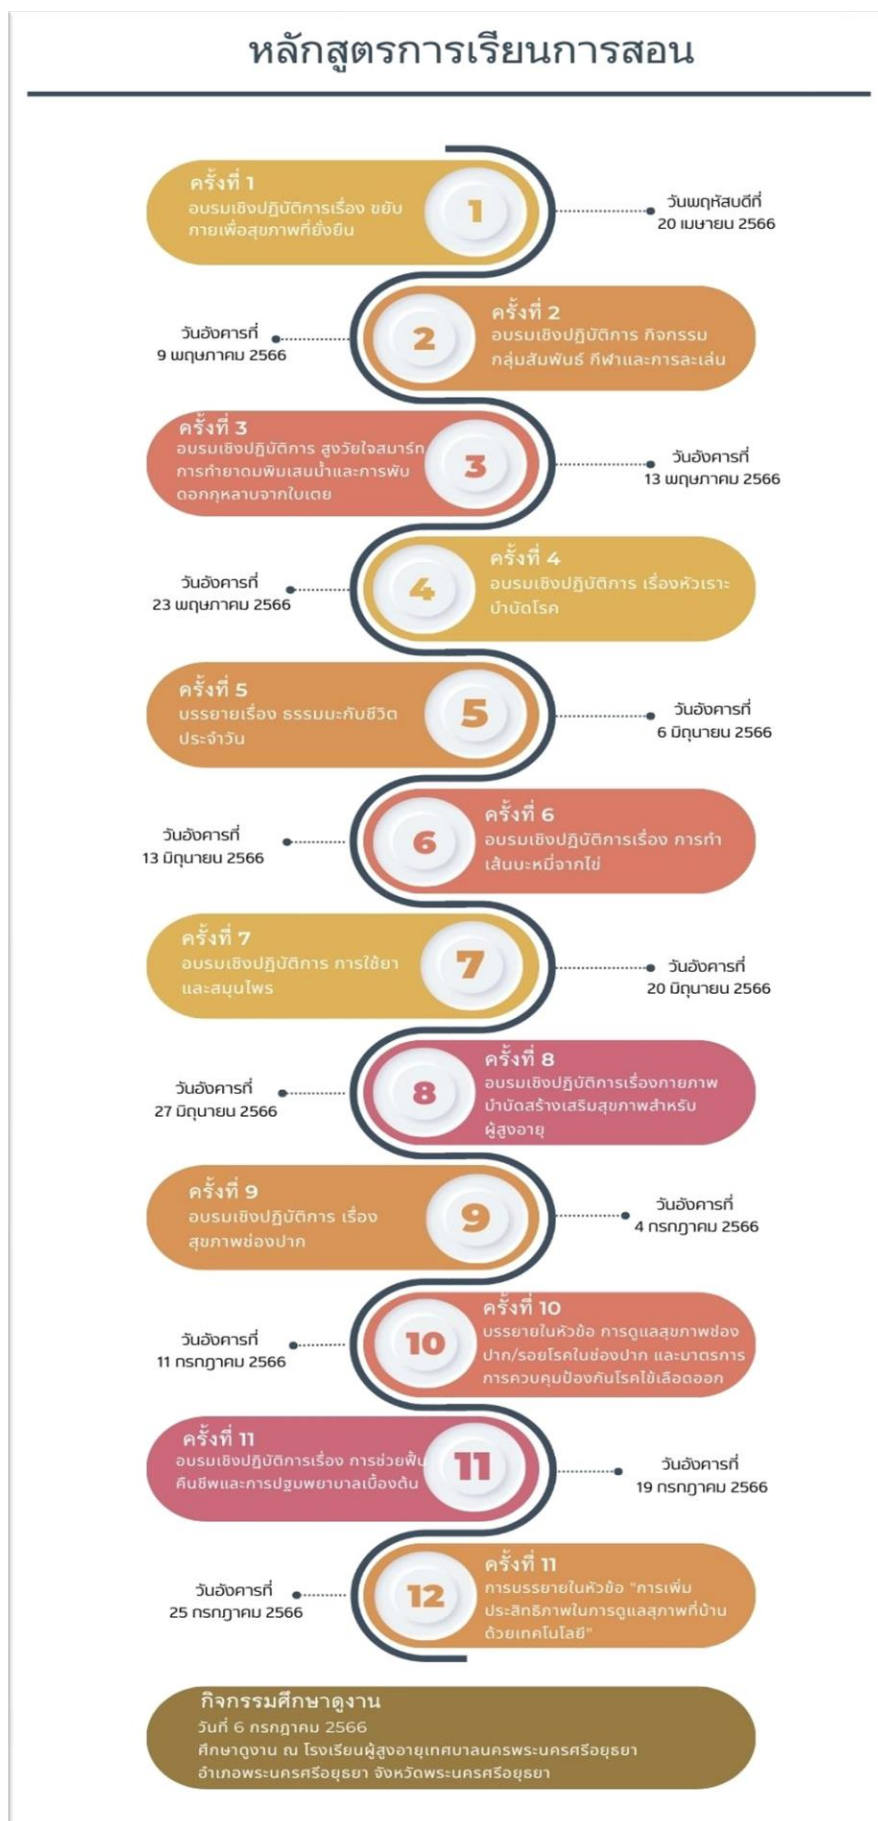 หลักสูตรการเรียนการสอน
ครั้งที่ 1
อบรมเชิงปฏิบัติการเรื่อง ขยับ
กายเพื่อสุขภาพที่ยั่งยืน
1
วันพฤหัสบดีที่
20 เมษายน 2566
วันอังคารที่
9 พฤษภาคม 2566
2
ครั้งที่ 2
อบรมเชิงปฏิบัติการ กิจกรรม
กลุ่มสัมพันธ์ กีฬาและการละเล่น
ครั้งที่ 3
อบรมเชิงปฏิบัติการ สูงวัยใจสมาร์ท
การทำยาดมพิมเสนน้ำและการพับ
ดอกกุหลาบจากใบเตย
3
วันอังคารที่
13 พฤษภาคม 2566
วันอังคารที่
23 พฤษภาคม 2566
4
ครั้งที่ 4
อบรมเชิงปฏิบัติการ เรื่องหัวเราะ
บำบัดโรค
ครั้งที่ 5
บรรยายเรื่อง ธรรมมะกับชีวิต
ประจำวัน
5
วันอังคารที่
6 มิถุนายน 2566
วันอังคารที่
13 มิถุนายน 2566
6
ครั้งที่ 6
อบรมเชิงปฏิบัติการเรื่อง การทำ
เส้นบะหมี่จากไข่
ครั้งที่ 7
อบรมเชิงปฏิบัติการ การใช้ยา
และสมุนไพร
7
วันอังคารที่
20 มิถุนายน 2566
วันอังคารที่
27 มิถุนายน 2566
8
ครั้งที่ 8
อบรมเชิงปฏิบัติการเรื่องกายภาพ
บำบัดสร้างเสริมสุขภาพสำหรับ
ผู้สูงอายุ
ครั้งที่ 9
อบรมเชิงปฏิบัติการ เรื่อง
สุขภาพช่องปาก
9
วันอังคารที่
4 กรกฎาคม 2566
วันอังคารที่
11 กรกฎาคม 2566
10
ครั้งที่ 10
บรรยายในหัวข้อ การดูแลสุขภาพช่อง
ปาก/รอยโรคในช่องปาก และมาตรการ
การควบคุมป้องกันโรคไข้เลือดออก
ครั้งที่ 11
อบรมเชิงปฏิบัติการเรื่อง การช่วยฟื้น
คืนชีพและการปฐมพยาบาลเบื้องต้น
11
วันอังคารที่
19 กรกฎาคม 2566
วันอังคารที่
25 กรกฎาคม 2566
12
ครั้งที่ 11
การบรรยายในหัวข้อ "การเพิ่ม
ประสิทธิภาพในการดูแลสุภาพที่บ้าน
ด้วยเทคโนโลยี"
กิจกรรมศึกษาดูงาน
วันที่ 6 กรกฎาคม 2566
ศึกษาดูงาน ณ โรงเรียนผู้สูงอายุเทศบาลนครพระนครศรีอยุธยา
อำเภอพระนครศรีอยุธยา จังหวัดพระนครศรีอยุธยา